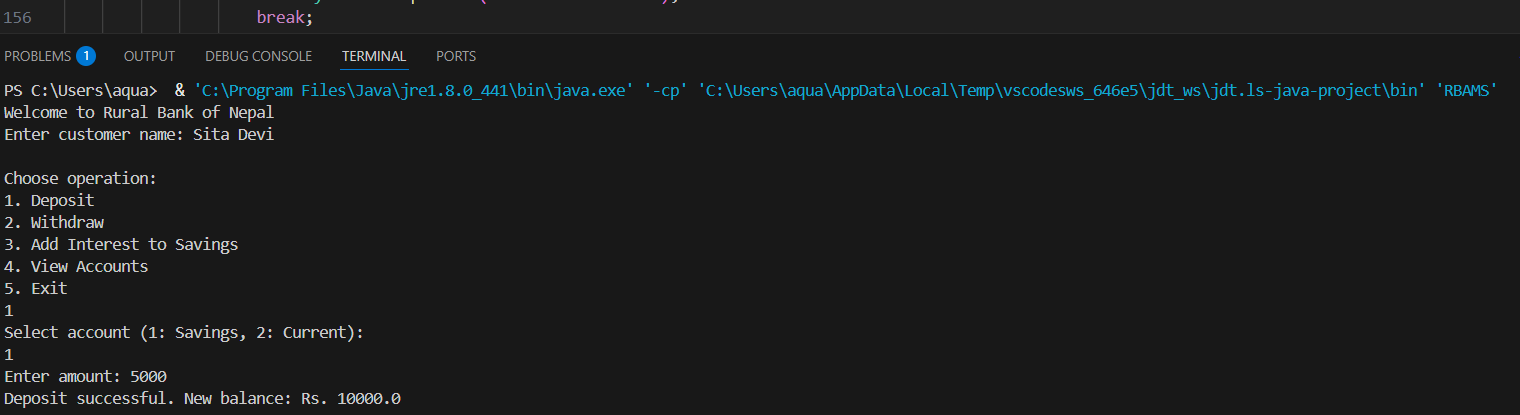 156 break;
PROBLEMS 1 OUTPUT DEBUG CONSOLE TERMINAL PORTS
PS C:\Users\aqua>  & 'C:\Program Files\Java\jre1.8.0_441\bin\java.exe' '-cp' 'C:\Users\aqua\AppData\Local\Temp\vscodesws_646e5\jdt_ws\jdt.ls-java-project\bin' 'RBAMS'
Welcome to Rural Bank of Nepal
Enter customer name: Sita Devi
Choose operation:
1. Deposit
2. Withdraw
3. Add Interest to Savings
4. View Accounts
5. Exit
1
Select account (1: Savings, 2: Current):
1
Enter amount: 5000
Deposit successful. New balance: Rs. 10000.0